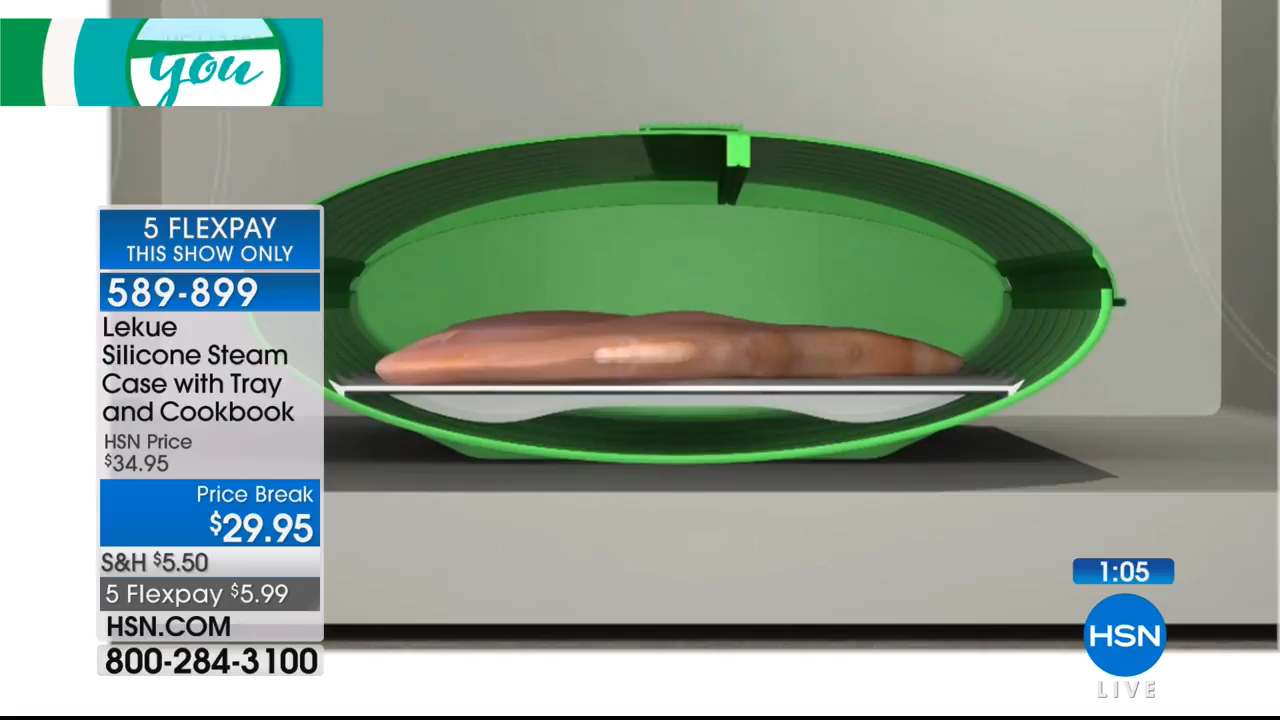 you
5 FLEXPAY
THIS SHOW ONLY
589-899
Lekue
Silicone Steam
Case with Tray
and Cookbook
HSN Price
$34.95
Price Break
$29.95
S&H $5.50
5 Flexpay $5.99
HSN.COM
800-284-3100
1:05
HSN
LIVE